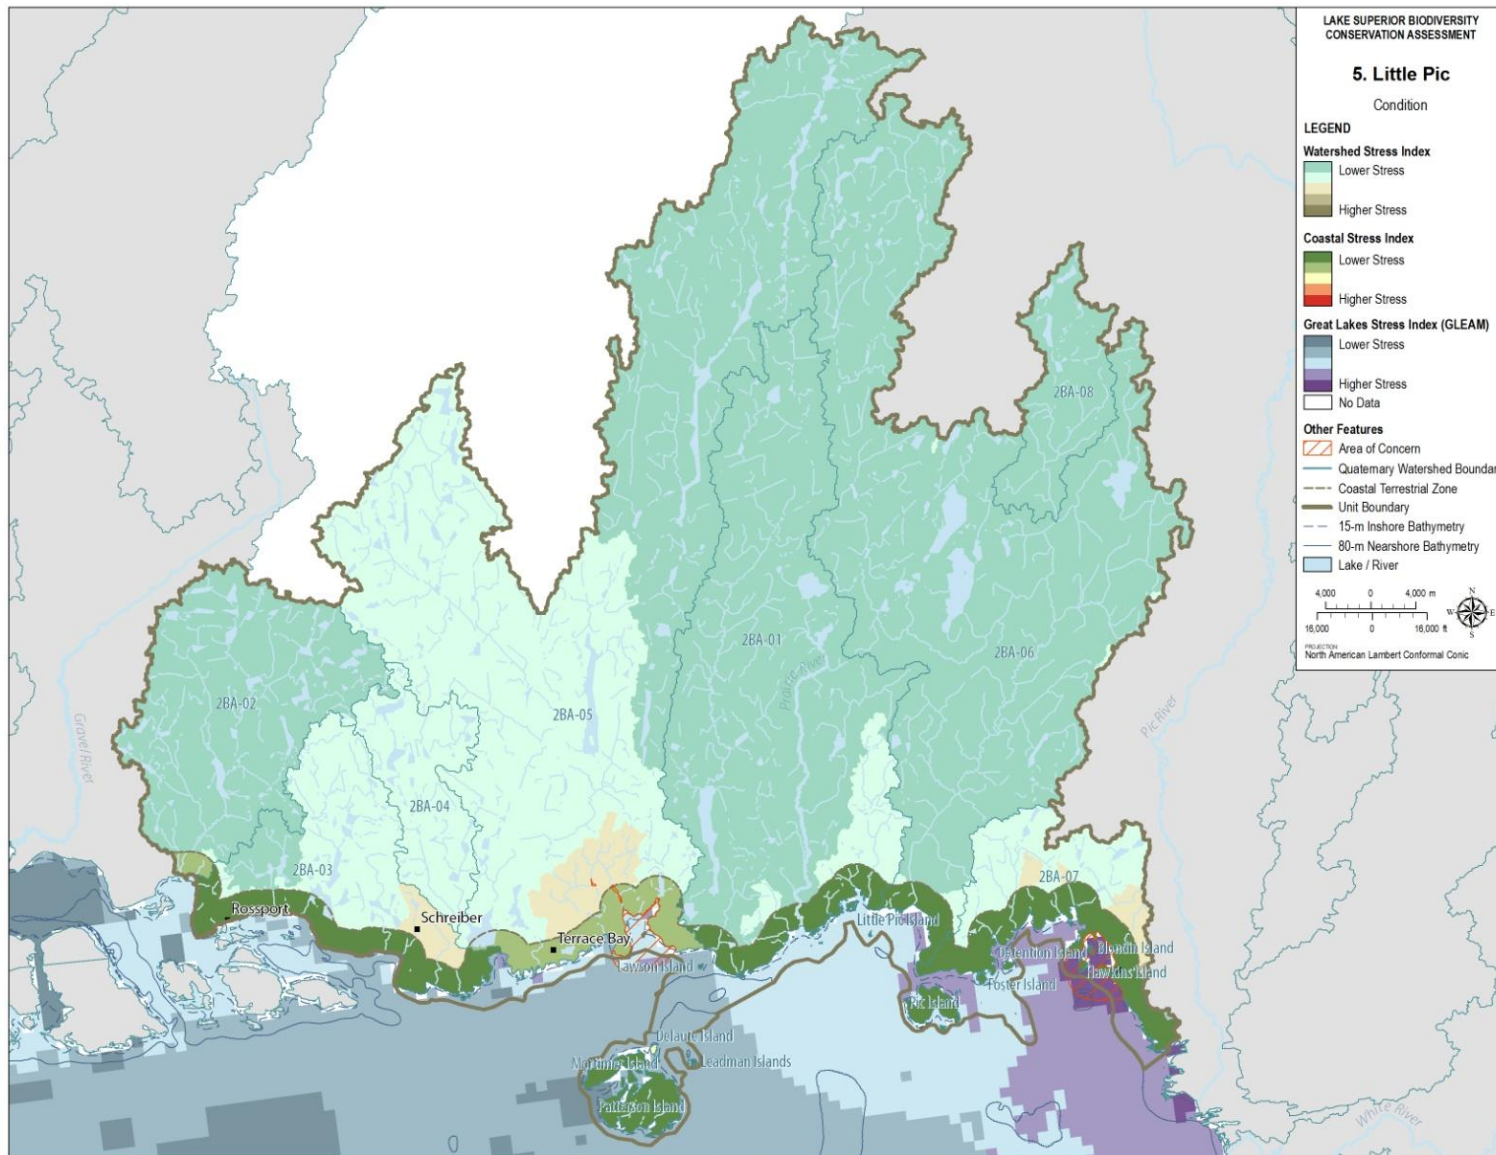 LAKE SUPERIOR BIODIVERSITY
CONSERVATION ASSESSMENT
5. Little Pic
Condition
LEGEND
Watershed Stress Index
Lower Stress
Higher Stress
Coastal Stress Index
Lower Stress
Higher Stress
Great Lakes Stress Index (GLEAM)
Lower Stress
Higher Stress
No Data
Other Features
Area of Concern
Quaternary Watershed Boundar
Coastal Terrestrial Zone
Unit Boundary
15-m Inshore Bathymetry
80-m Nearshore Bathymetry
Lake / River
4,000 0 4,000 m
16,000 0 16,000 ft
N
W E
S
PROJECTION
North American Lambert Conformal Conic
2BA-08
2BA-01
2BA-06
Prairie River
2BA-02
2BA-05
Gravel River
Pic River
2BA-04
2BA-03
2BA-07
Rossport
Schreiber
Little Pic Island
Terrace Bay
Blondin Island
Detention Island
Lawson Island
Hawkins Island
Foster Island
Pic Island
Delaute Island
Mortimer Island
Leadman Islands
Patterson Island
White River